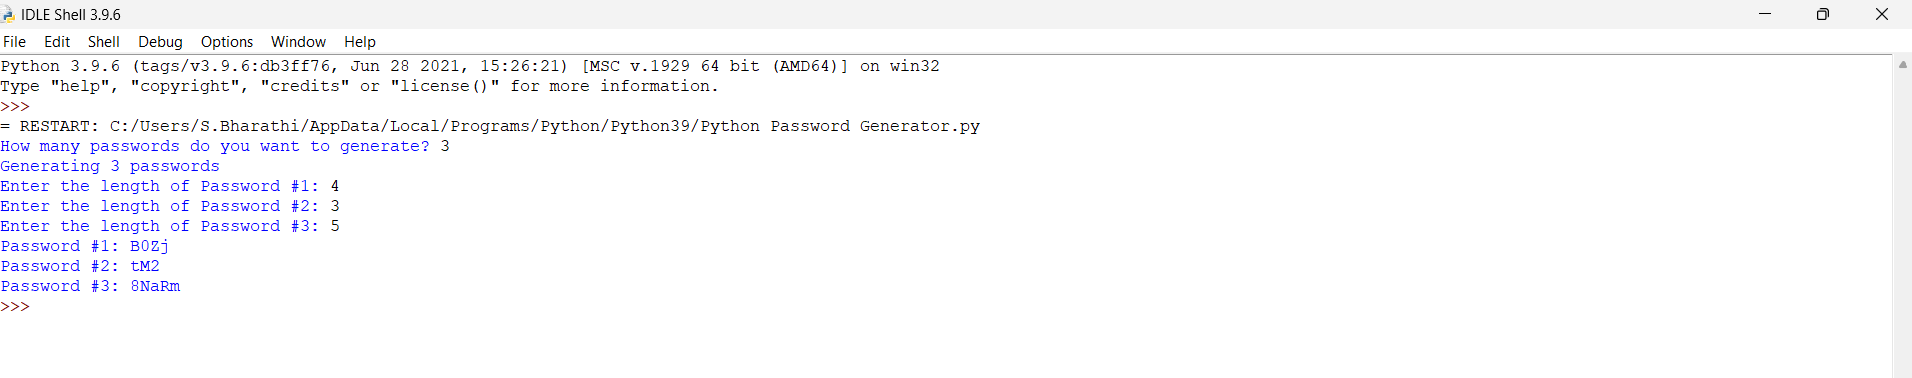 IDLE Shell 3.9.6
File Edit Shell Debug Options Window Help
Python 3.9.6 (tags/v3.9.6:db3ff76, Jun 28 2021, 15:26:21) [MSC v.1929 64 bit (AMD64)] on win32
Type "help", "copyright", "credits" or "license()" for more information.
>>>
= RESTART: C:/Users/S.Bharathi/AppData/Local/Programs/Python/Python39/Python Password Generator.py
How many passwords do you want to generate? 3
Generating 3 passwords
Enter the length of Password #1: 4
Enter the length of Password #2: 3
Enter the length of Password #3: 5
Password #1: B0Zj
Password #2: tM2
Password #3: 8NaRm
>>>